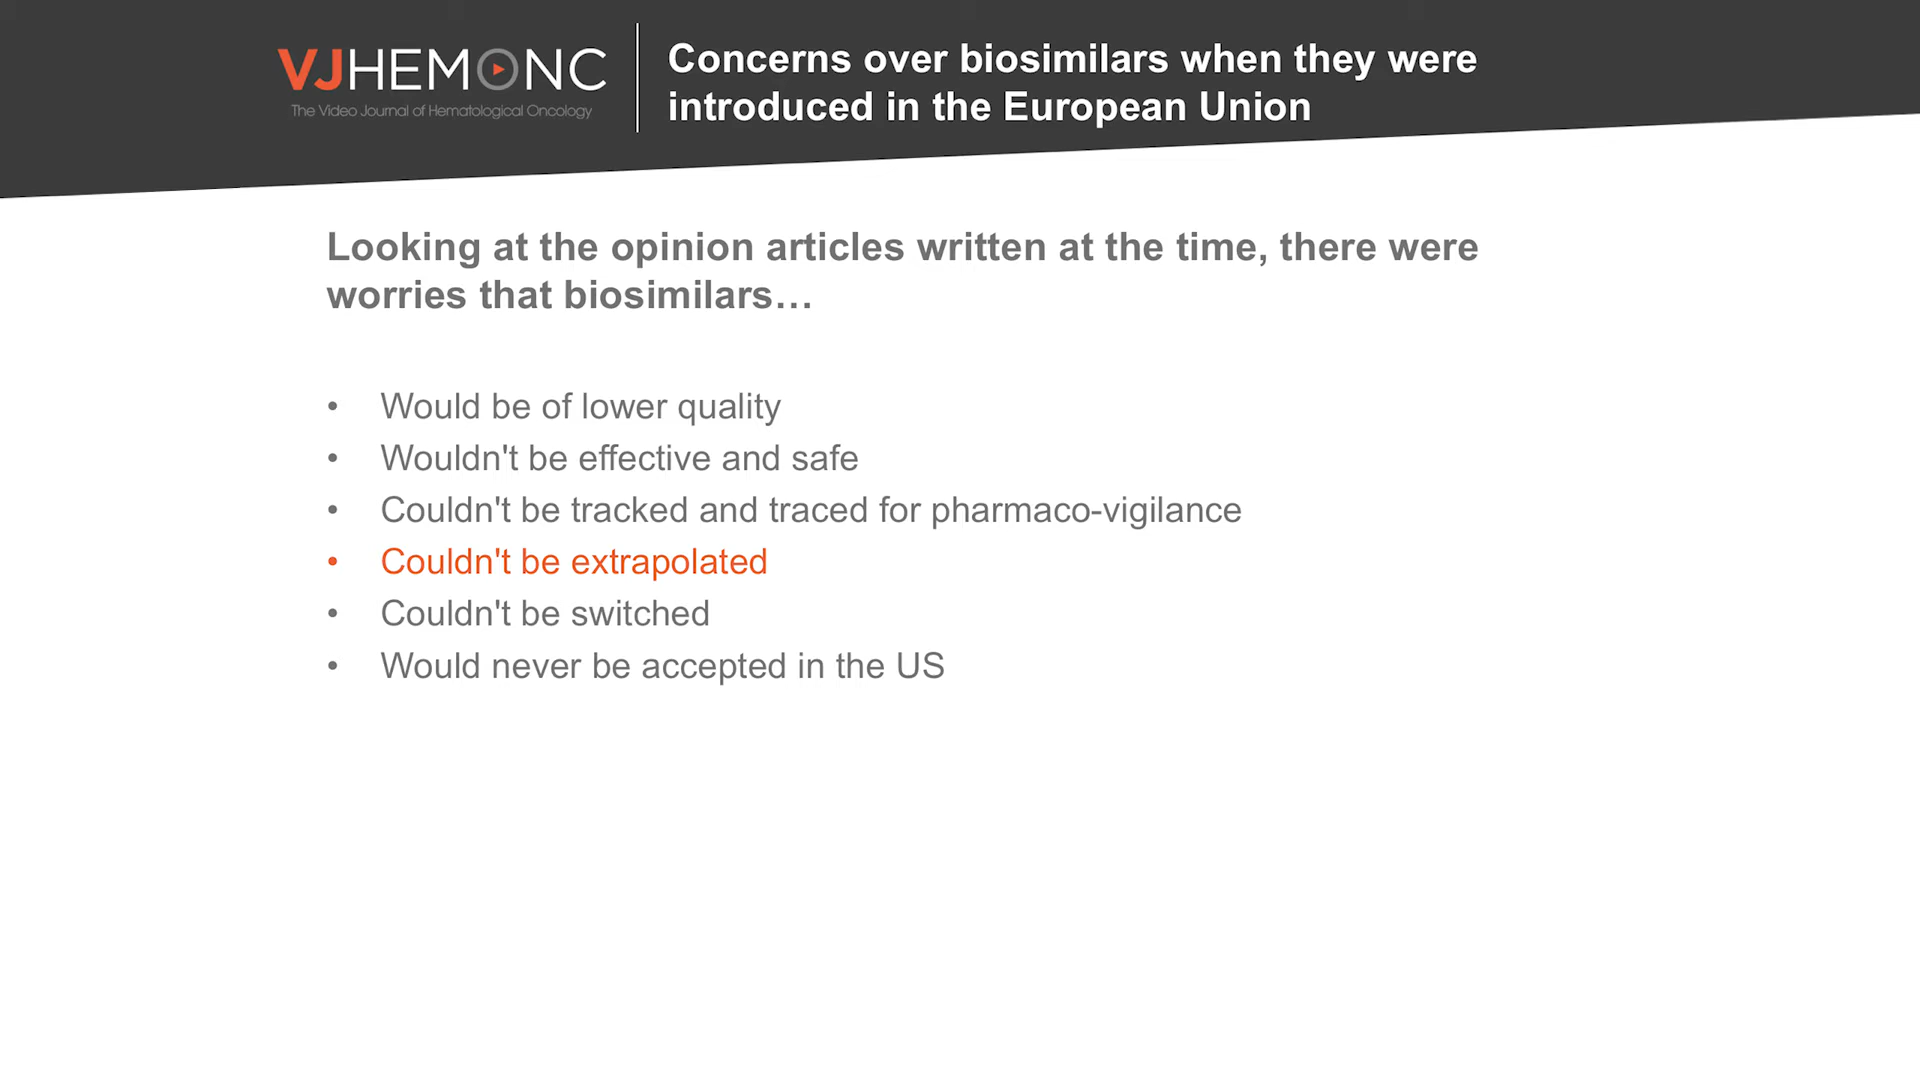 VJHEMONC
The Video Journal of Hematological Oncology
Concerns over biosimilars when they were
introduced in the European Union
Looking at the opinion articles written at the time, there were
worries that biosimilars…
• Would be of lower quality
• Wouldn't be effective and safe
• Couldn't be tracked and traced for pharmaco-vigilance
• Couldn't be extrapolated
• Couldn't be switched
• Would never be accepted in the US